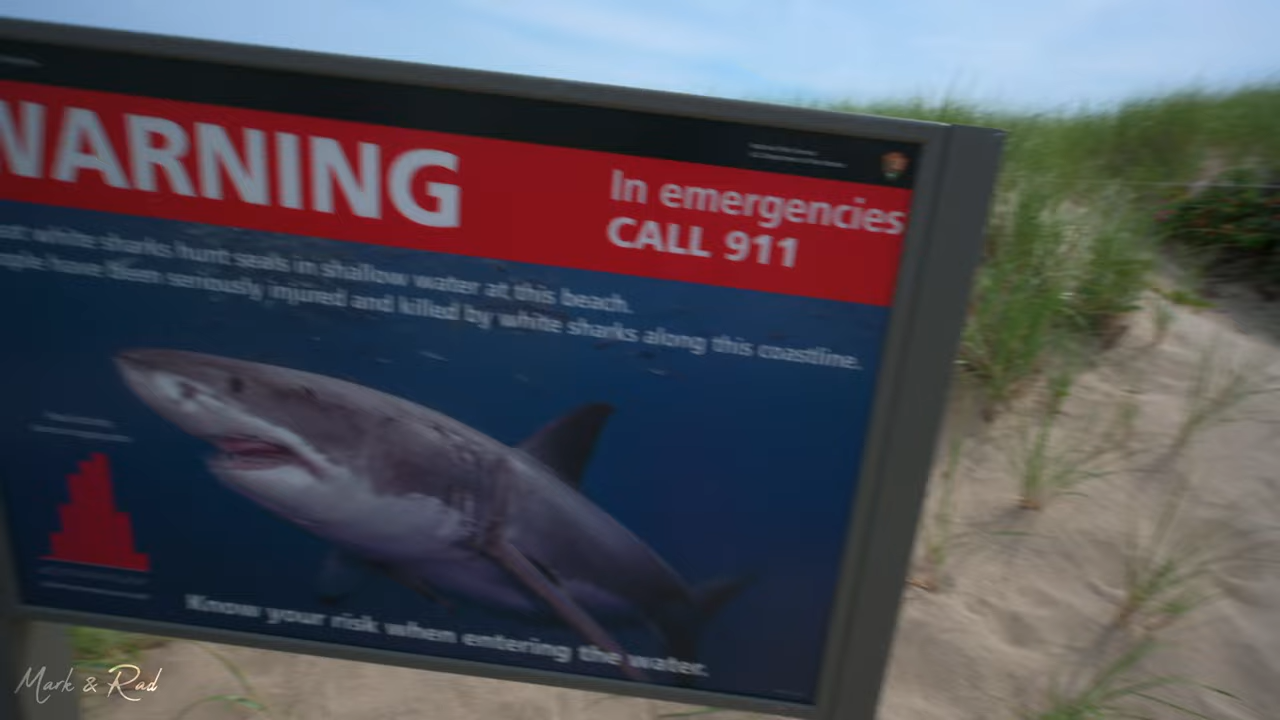 WARNING
In emergencies
CALL 911
white sharks hunt seals in shallow water at this beach.
have been seriously injured and killed by white sharks along this coastline.
Know your risk when entering the water.
Mark & Rad